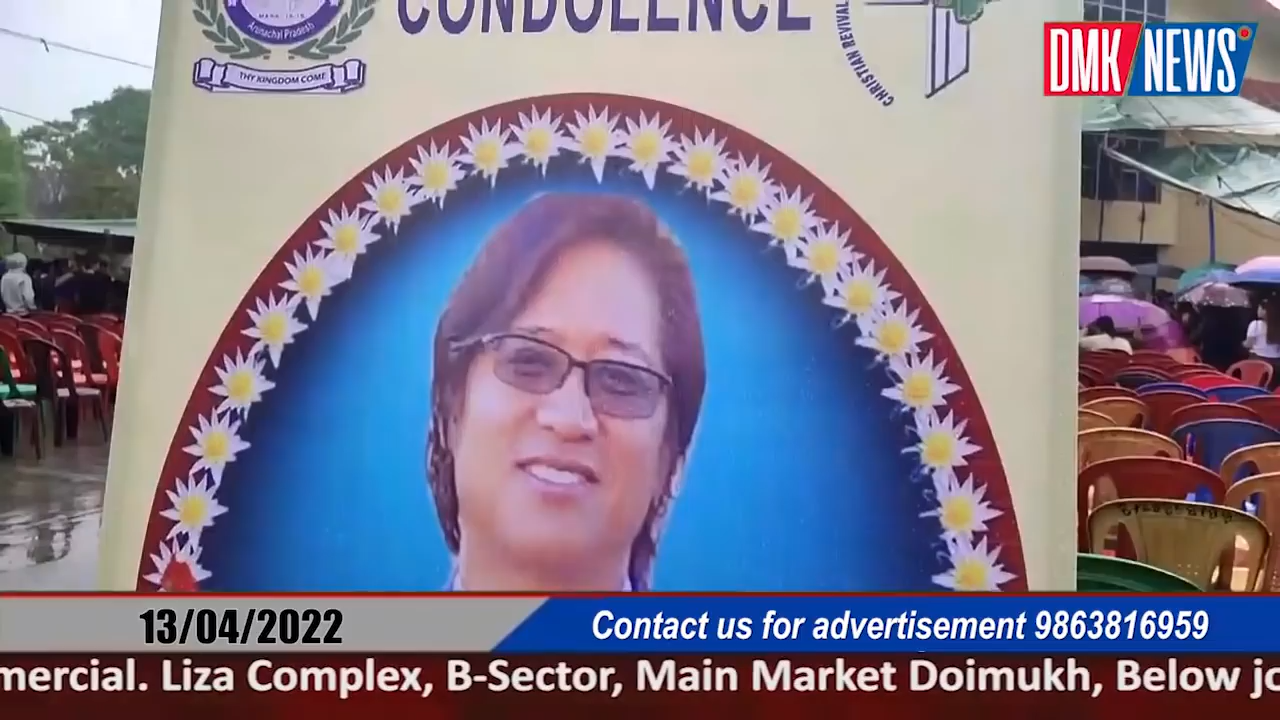 CONDOLENCE
Arunachal Pradesh
THY KINGDOM COME
CHRISTIAN REVIVAL
DMK NEWS
13/04/2022
Contact us for advertisement 9863816959
mercial. Liza Complex, B-Sector, Main Market Doimukh, Below